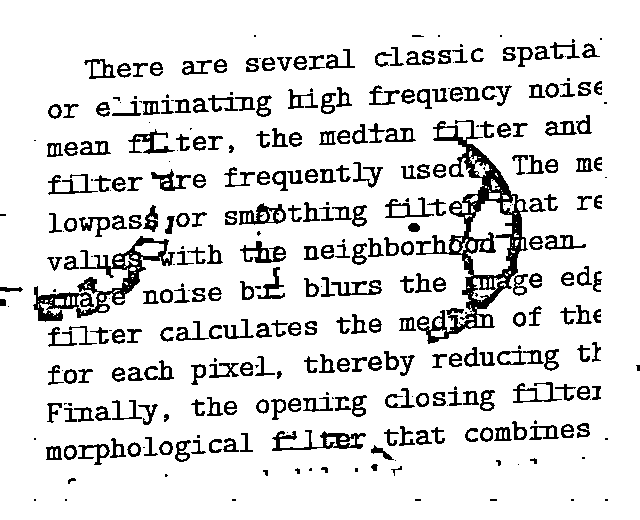 There are several classic spatia
or eliminating high frequency noise
mean filter, the median filter and
filter are frequently used. The me
lowpass or smoothing filter that re
values with the neighborhood mean
image noise but blurs the image edg
filter calculates the median of the
for each pixel, thereby reducing th
Finally, the opening closing filter
morphological filter that combines